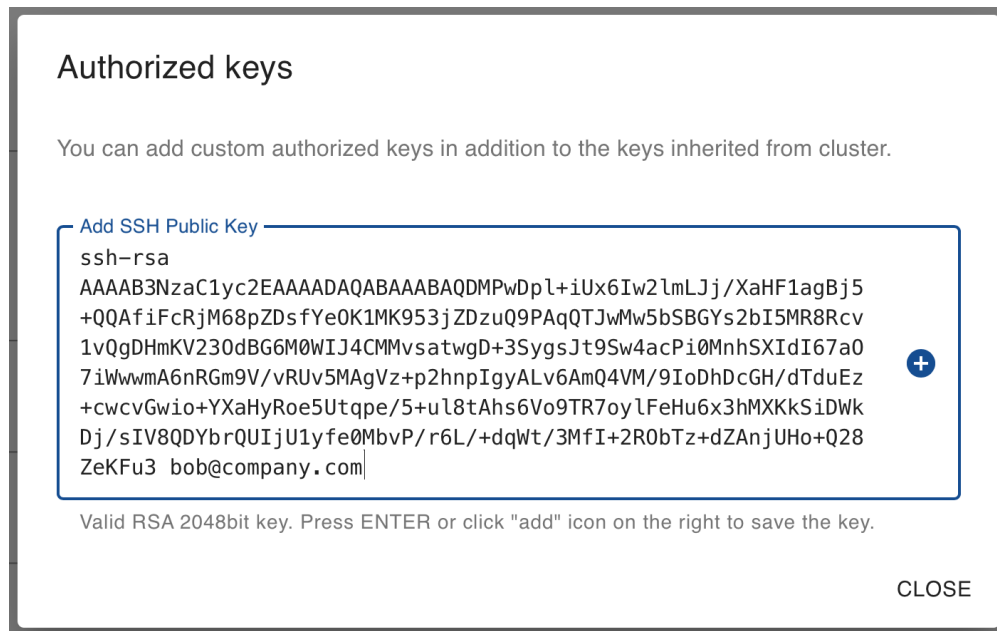 Authorized keys
You can add custom authorized keys in addition to the keys inherited from cluster.
Add SSH Public Key
ssh-rsa
AAAAB3NzaC1yc2EAAAADAQABAAABAQDMPwDpl+iUx6Iw2lmLJj/XaHF1agBj5
+QQAfiFcRjM68pZDsfYeOK1MK953jZDzuQ9PAqQTJwMw5bSBGYs2bI5MR8Rcv
1vQgDHmKV23OdBG6M0WIJ4CMMvsatwgD+3SygsJt9Sw4acPi0MnhSXIdI67aO
7iWwwmA6nRGm9V/vRUv5MAgVz+p2hnpIgyALv6AmQ4VM/9IoDhDcGH/dTduEz
+cwcvGwio+YXaHyRoe5Utqpe/5+ul8tAhs6Vo9TR7oylFeHu6x3hMXKkSiDWk
Dj/sIV8QDYbrQUIjU1yfe0MbvP/r6L/+dqWt/3MfI+2RObTz+dZAnjUHo+Q28
ZeKFu3 bob@company.com
Valid RSA 2048bit key. Press ENTER or click "add" icon on the right to save the key.
CLOSE